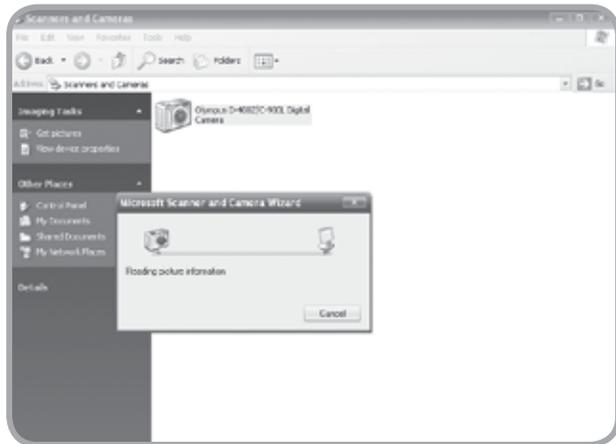 Scanners and Cameras
File Edit View Favorites Tools Help
Back Search Folders
Address Scanners and Cameras Go
Imaging Tasks
Get pictures
View device properties
Olympus Digital
Camera
Other Places
Control Panel
My Documents
Shared Documents
My Network Places
Details
Microsoft Scanner and Camera Wizard
Reading picture information
Cancel